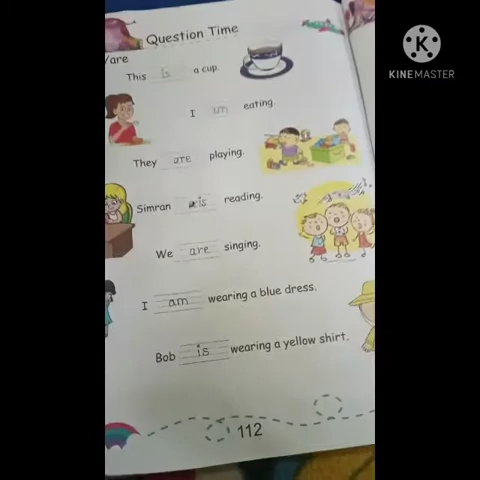 Question Time
/are
This is a cup.
I am eating.
They are playing.
Simran is reading.
We are singing.
I am wearing a blue dress.
Bob is wearing a yellow shirt.
112
K
KINEMASTER